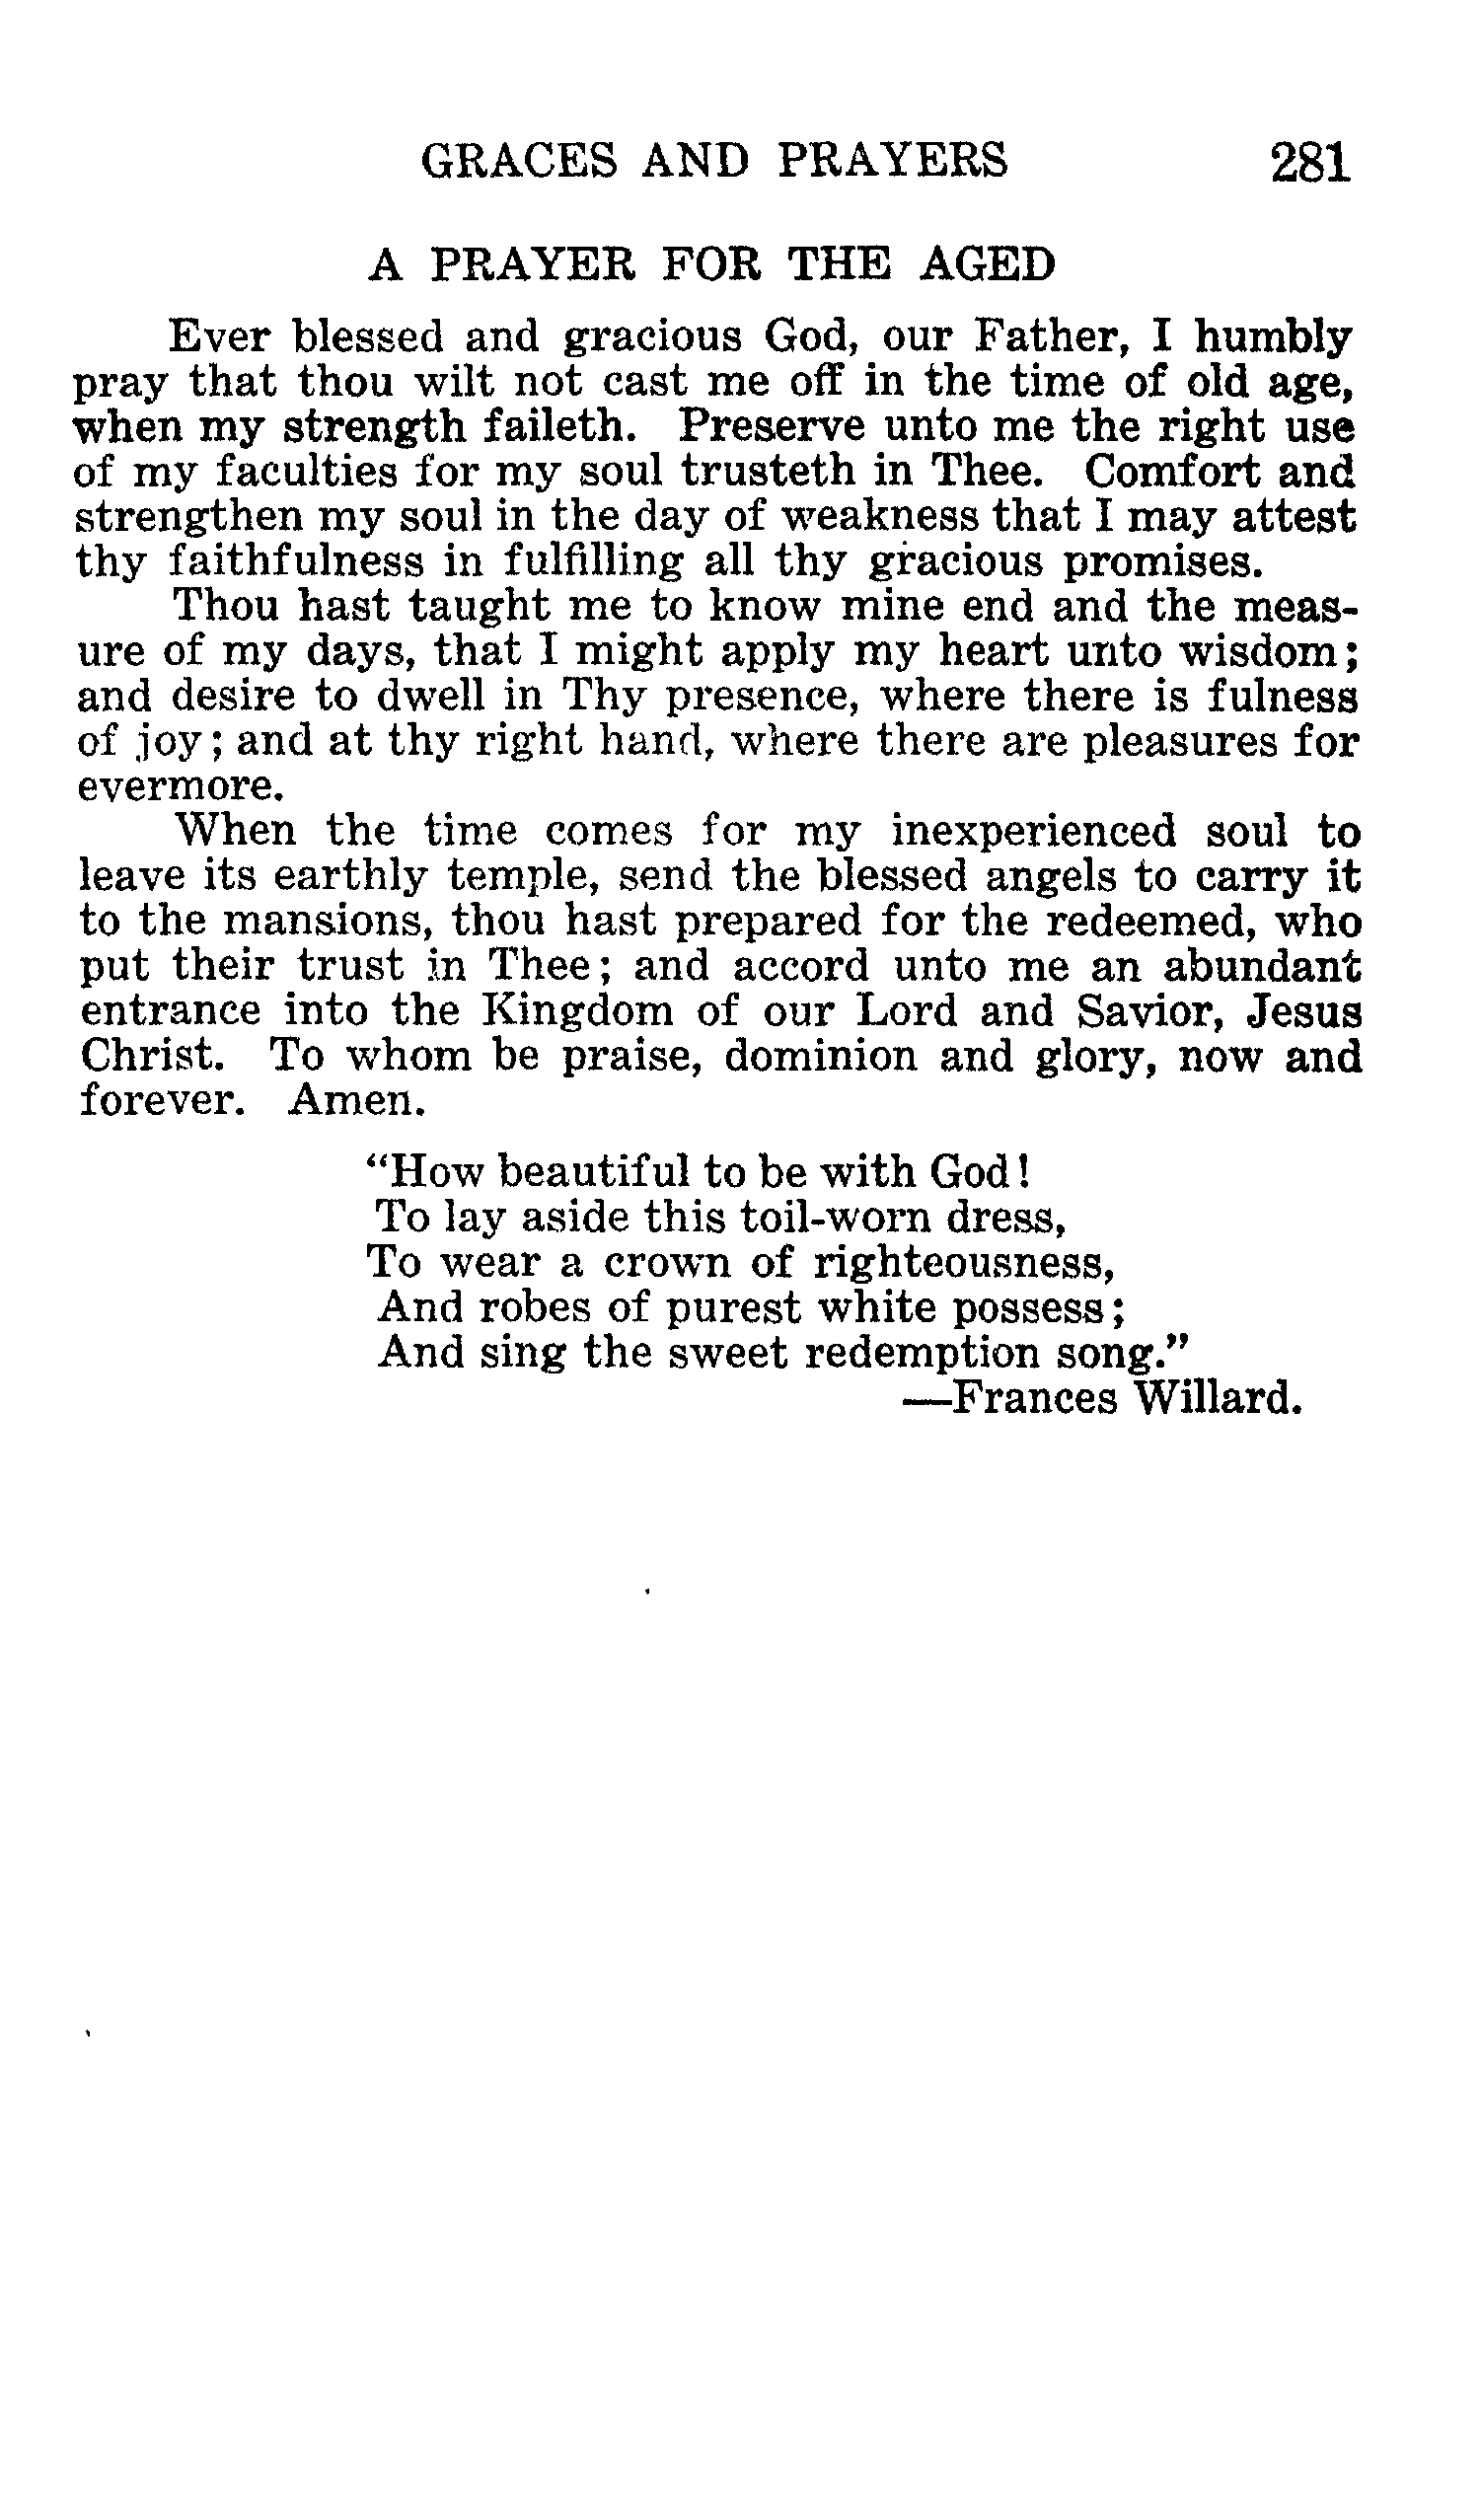 GRACES AND PRAYERS 281
A PRAYER FOR THE AGED
Ever blessed and gracious God, our Father, I humbly
pray that thou wilt not cast me off in the time of old age,
when my strength faileth. Preserve unto me the right use
of my faculties for my soul trusteth in Thee. Comfort and
strengthen my soul in the day of weakness that I may attest
thy faithfulness in fulfilling all thy gracious promises.
Thou hast taught me to know mine end and the meas-
ure of my days, that I might apply my heart unto wisdom;
and desire to dwell in Thy presence, where there is fulness
of joy; and at thy right hand, where there are pleasures for
evermore.
When the time comes for my inexperienced soul to
leave its earthly temple, send the blessed angels to carry it
to the mansions, thou hast prepared for the redeemed, who
put their trust in Thee; and accord unto me an abundant
entrance into the Kingdom of our Lord and Savior, Jesus
Christ. To whom be praise, dominion and glory, now and
forever. Amen.
"How beautiful to be with God!
To lay aside this toil-worn dress,
To wear a crown of righteousness,
And robes of purest white possess;
And sing the sweet redemption song."
—Frances Willard.